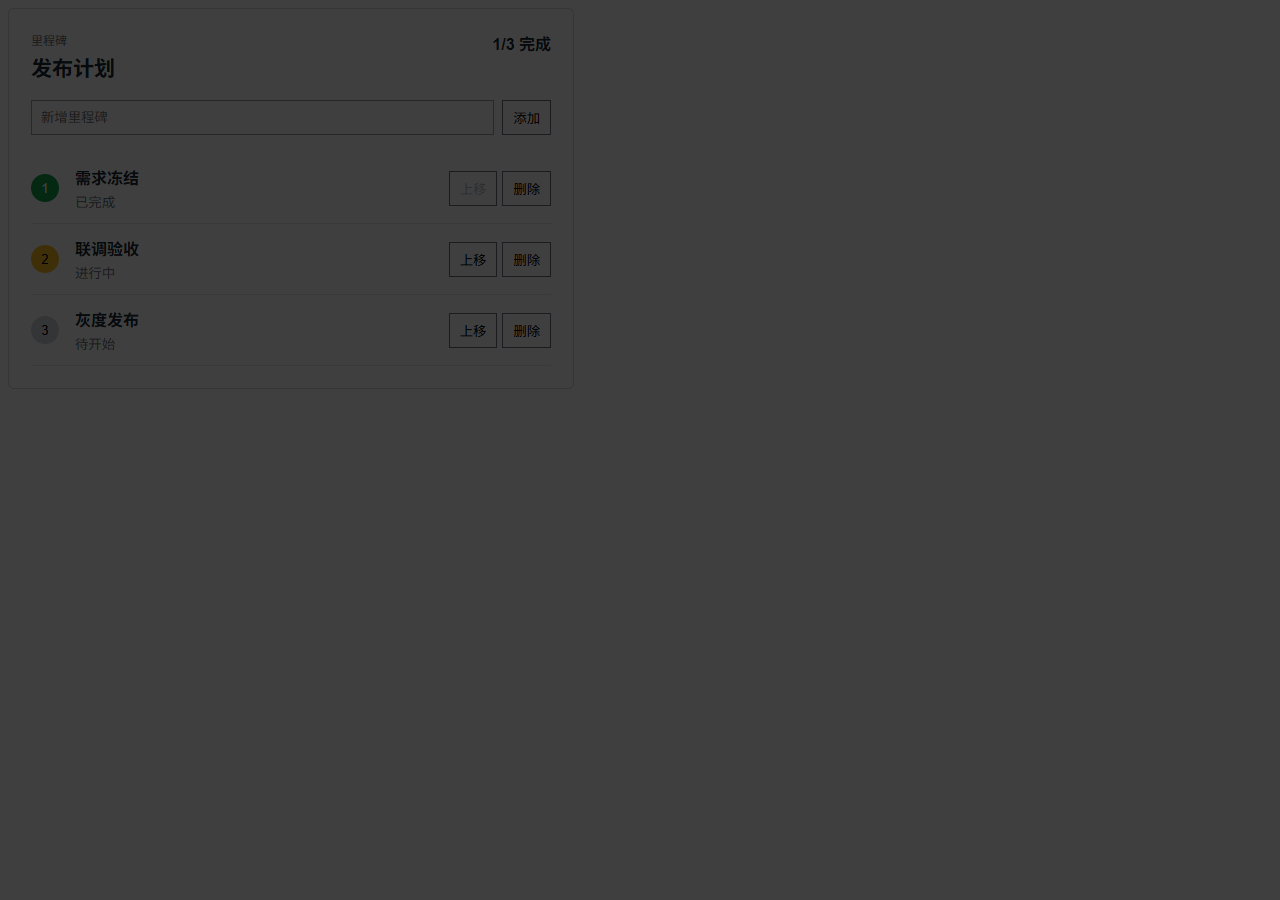 里程碑
1/3 完成
发布计划
新增里程碑
添加
1
需求冻结
已完成
上移
删除
2
联调验收
进行中
上移
删除
3
灰度发布
待开始
上移
删除